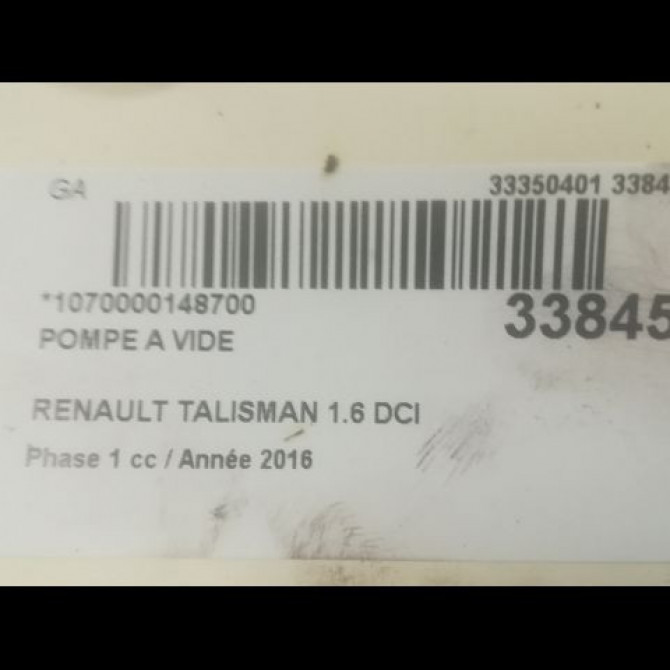 GA 33350401 3384
*1070000148700 33845
POMPE A VIDE
RENAULT TALISMAN 1.6 DCI
Phase 1 cc / Année 2016